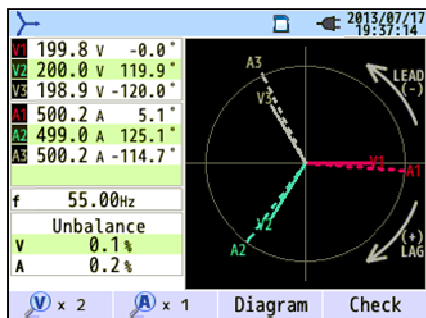 2013/07/17
19:37:14
V1 199.8 V -0.0°
V2 200.0 V 119.9°
V3 198.9 V -120.0°
A1 500.2 A 5.1°
A2 499.0 A 125.1°
A3 500.2 A -114.7°
f 55.00Hz
Unbalance
V 0.1%
A 0.2%
A3
V3
LEAD
(-)
V1
A1
V2
A2
(+)
LAG
V x 2 A x 1 Diagram Check